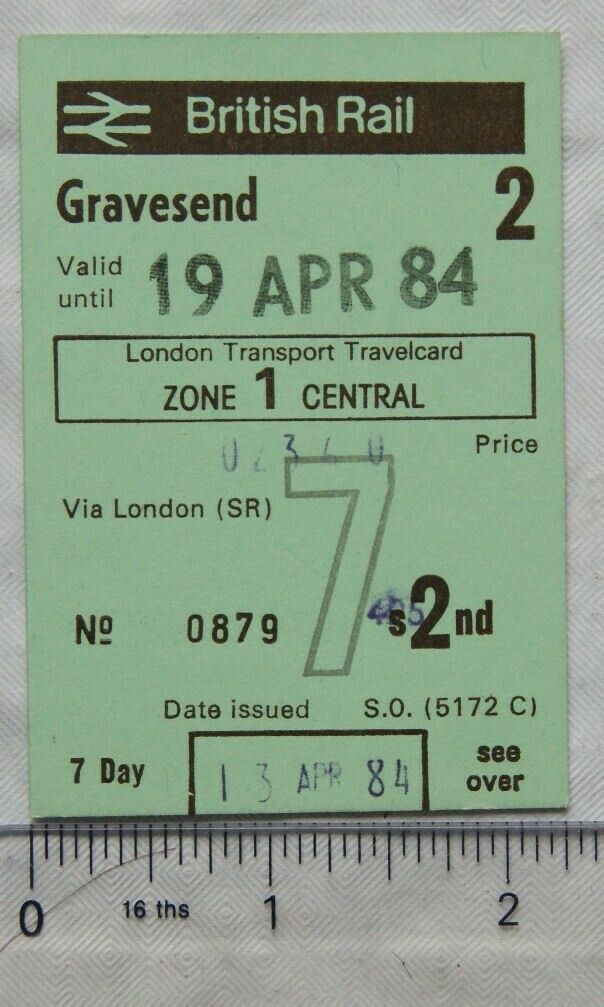 British Rail
Gravesend 2
Valid until 19 APR 84
London Transport Travelcard
ZONE 1 CENTRAL
Price
7
Via London (SR)
Nº 0879 s2nd
Date issued S.O. (5172 C)
7 Day 13 APR 84 see over
0 16 ths 1 2